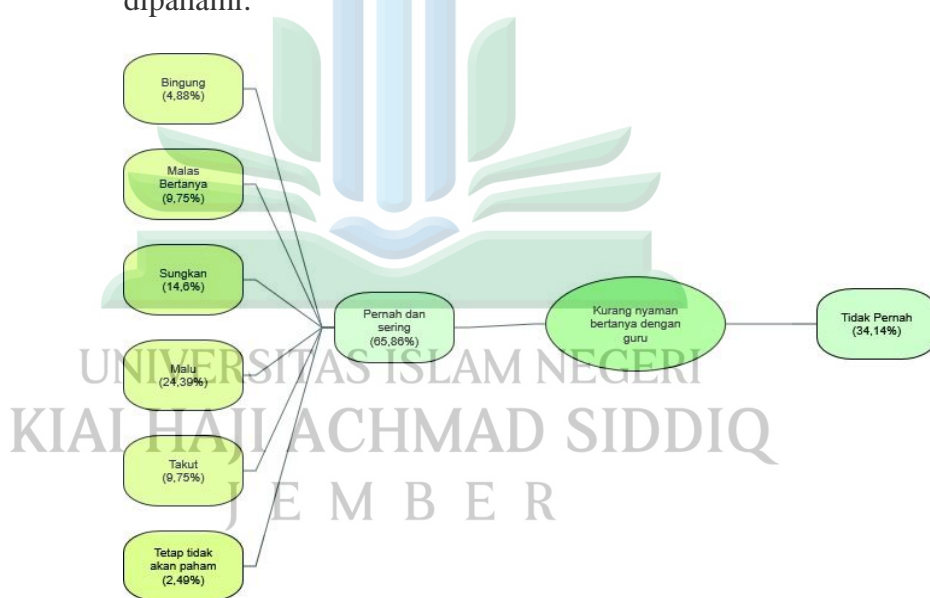 dipahami.
Bingung
(4,88%)
Malas
Bertanya
(9,75%)
Sungkan
(14,6%)
Malu
(24,39%)
Takut
(9,75%)
Tetap tidak
akan paham
(2,49%)
Pernah dan
sering
(65,86%)
Kurang nyaman
bertanya dengan
guru
Tidak Pernah
(34,14%)
UNIVERSITAS ISLAM NEGERI
KIAI HAJI ACHMAD SIDDIQ
JEMBER